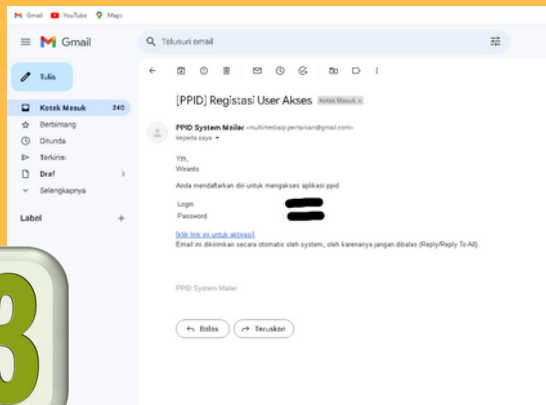 Gmail YouTube Maps
Gmail
Telusuri email
Tulis
Kotak Masuk 340
Berbintang
Ditunda
Terkirim
Draf 3
Selengkapnya
Label +
[PPID] Registasi User Akses Kotak Masuk x
PPID System Mailer <multimediaip.pertanian@gmail.com>
kepada saya
Yth,
Wiranto
Anda mendaftarkan diri untuk mengakses aplikasi ppid
Login
Password
[klik link ini untuk aktivasi].
Email ini dikirimkan secara otomatis oleh system, oleh karenanya jangan dibalas (Reply/Reply To All).
PPID System Mailer
Balas Teruskan
3